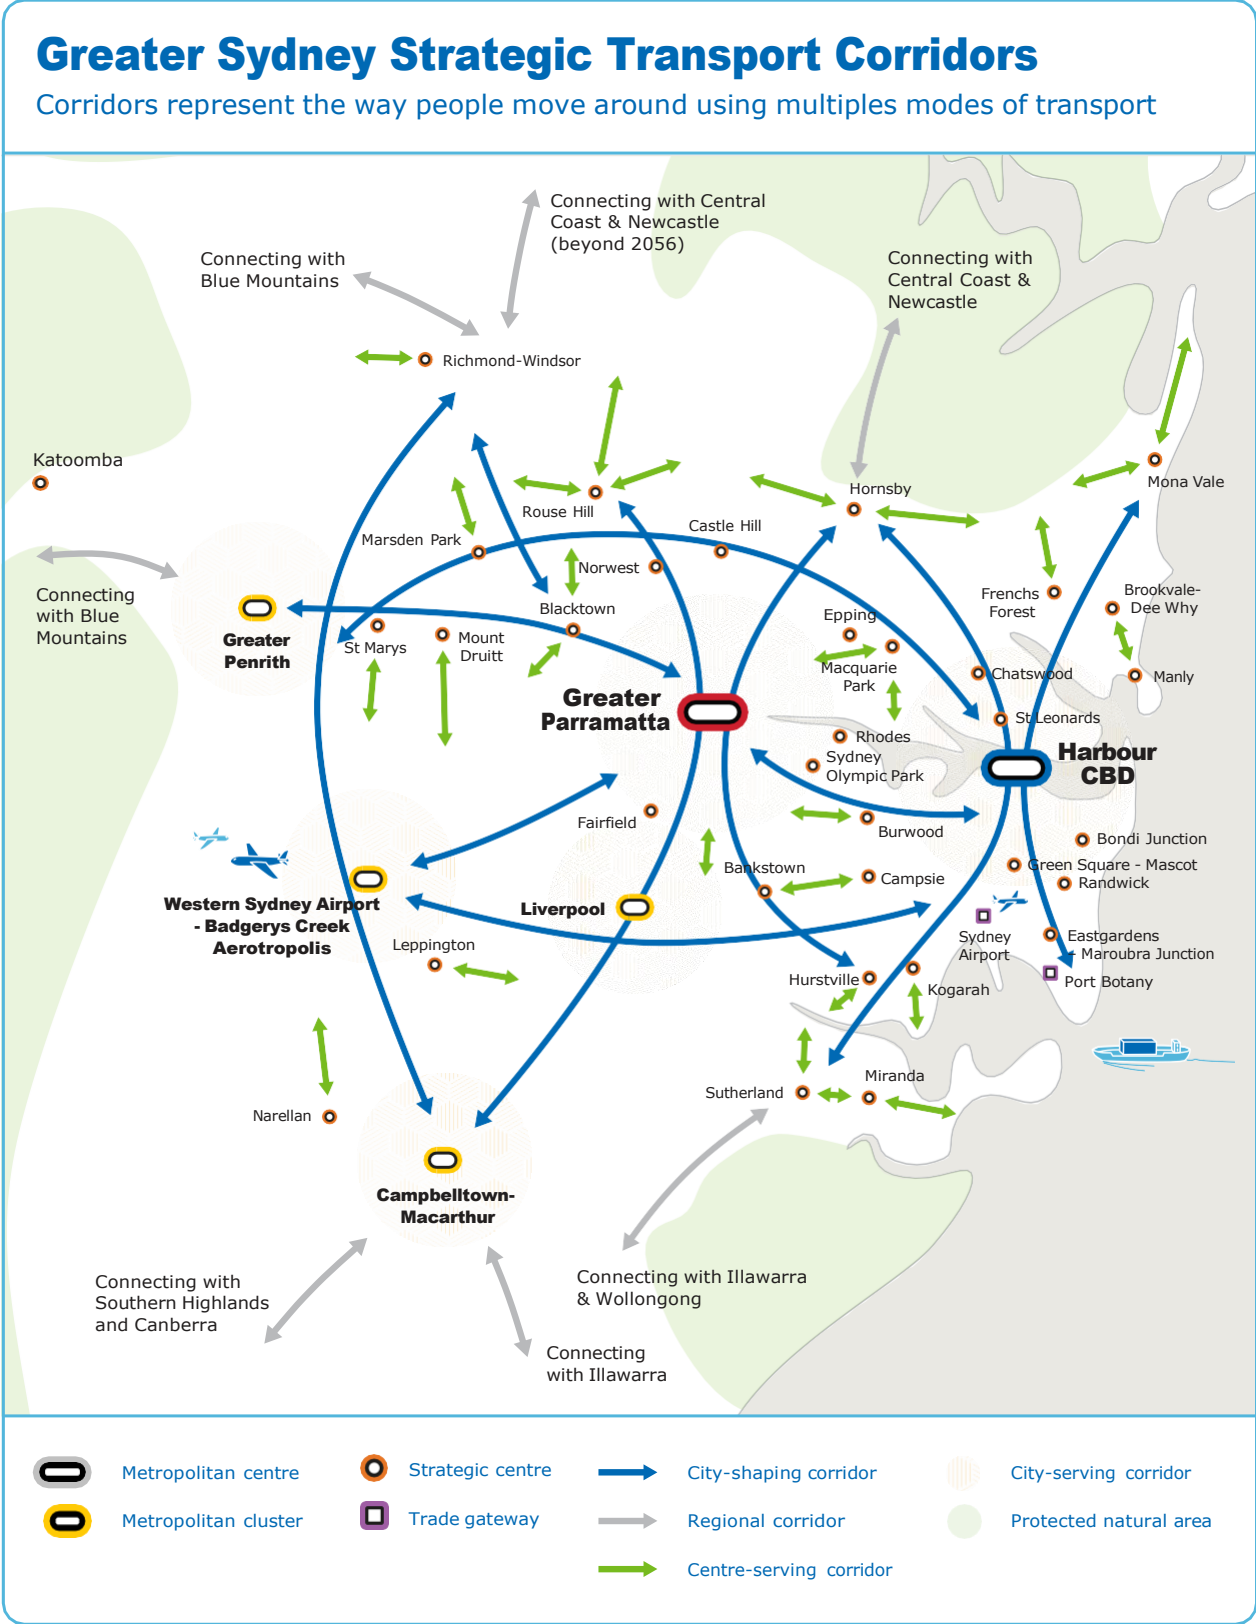 Greater Sydney Strategic Transport Corridors
Corridors represent the way people move around using multiples modes of transport
Connecting with Central
Coast & Newcastle
(beyond 2056)
Connecting with
Blue Mountains
Connecting with
Central Coast &
Newcastle
Richmond-Windsor
Katoomba
Mona Vale
Hornsby
Rouse Hill
Castle Hill
Marsden Park
Norwest
Connecting
with Blue
Mountains
Blacktown
Frenchs
Forest
Brookvale-
Dee Why
Greater
Penrith
St Marys
Mount
Druitt
Epping
Macquarie
Park
Chatswood
Manly
Greater
Parramatta
St Leonards
Rhodes
Sydney
Olympic Park
Harbour
CBD
Fairfield
Burwood
Bondi Junction
Green Square - Mascot
Randwick
Bankstown
Campsie
Western Sydney Airport
- Badgerys Creek
Aerotropolis
Liverpool
Leppington
Sydney
Airport
Eastgardens
- Maroubra Junction
Hurstville
Kogarah
Port Botany
Narellan
Sutherland
Miranda
Campbelltown-
Macarthur
Connecting with
Southern Highlands
and Canberra
Connecting with Illawarra
& Wollongong
Connecting
with Illawarra
Metropolitan centre
Strategic centre
City-shaping corridor
City-serving corridor
Metropolitan cluster
Trade gateway
Regional corridor
Protected natural area
Centre-serving corridor